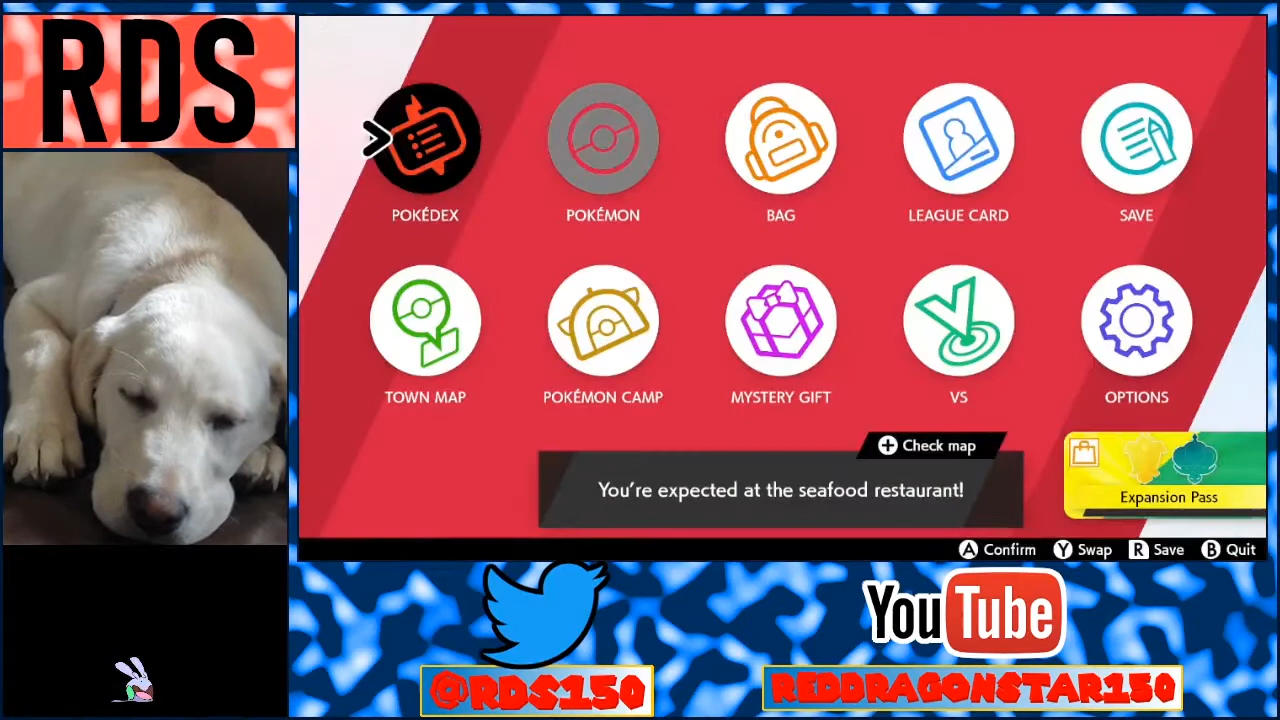 RDS
POKÉDEX
POKÉMON
BAG
LEAGUE CARD
SAVE
TOWN MAP
POKÉMON CAMP
MYSTERY GIFT
VS
OPTIONS
+ Check map
You're expected at the seafood restaurant!
Expansion Pass
A Confirm Y Swap R Save B Quit
YouTube
@RDS150
REDDRAGONSTAR150